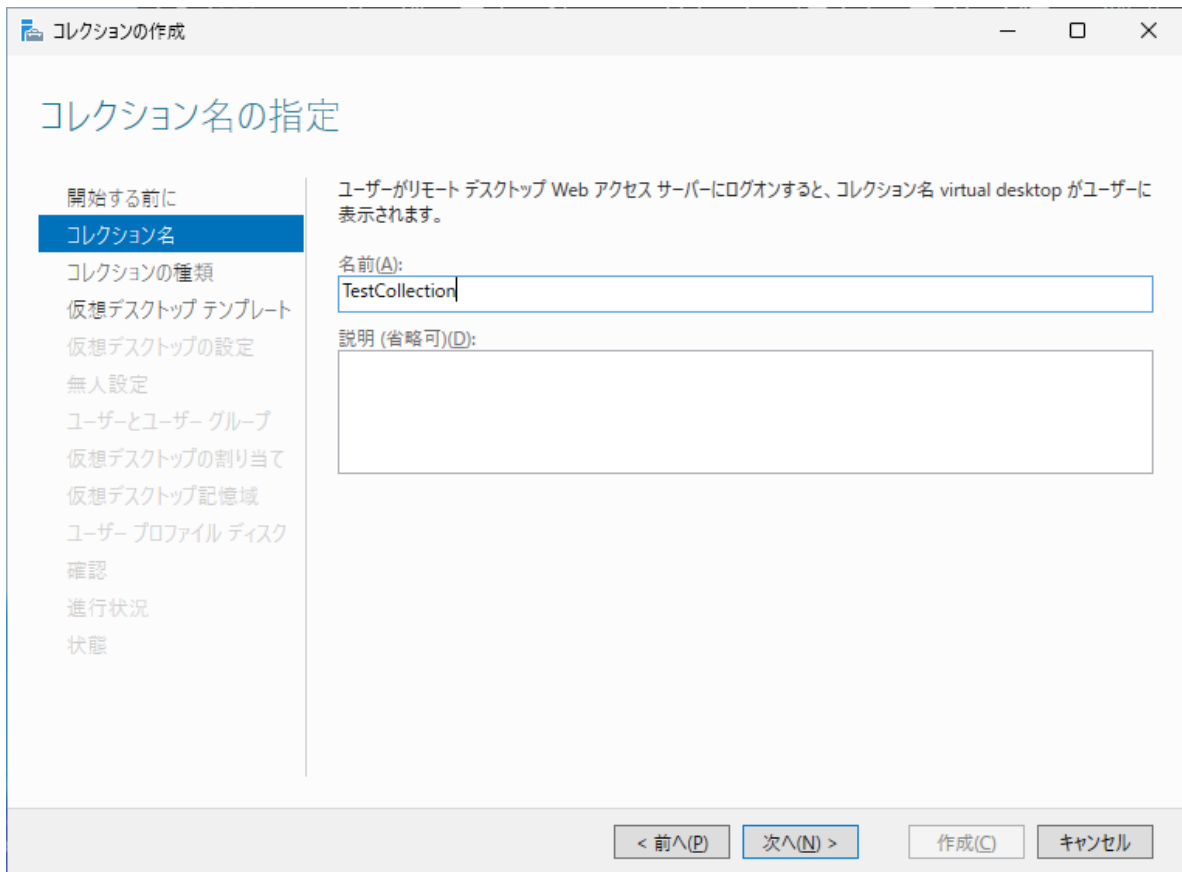 コレクションの作成
コレクション名の指定
開始する前に
コレクション名
コレクションの種類
仮想デスクトップ テンプレート
仮想デスクトップの設定
無人設定
ユーザーとユーザー グループ
仮想デスクトップの割り当て
仮想デスクトップ記憶域
ユーザー プロファイル ディスク
確認
進行状況
状態
ユーザーがリモート デスクトップ Web アクセス サーバーにログオンすると、コレクション名 virtual desktop がユーザーに
表示されます。
名前(A):
TestCollection
説明 (省略可)(D):
< 前へ(P)
次へ(N) >
作成(C)
キャンセル